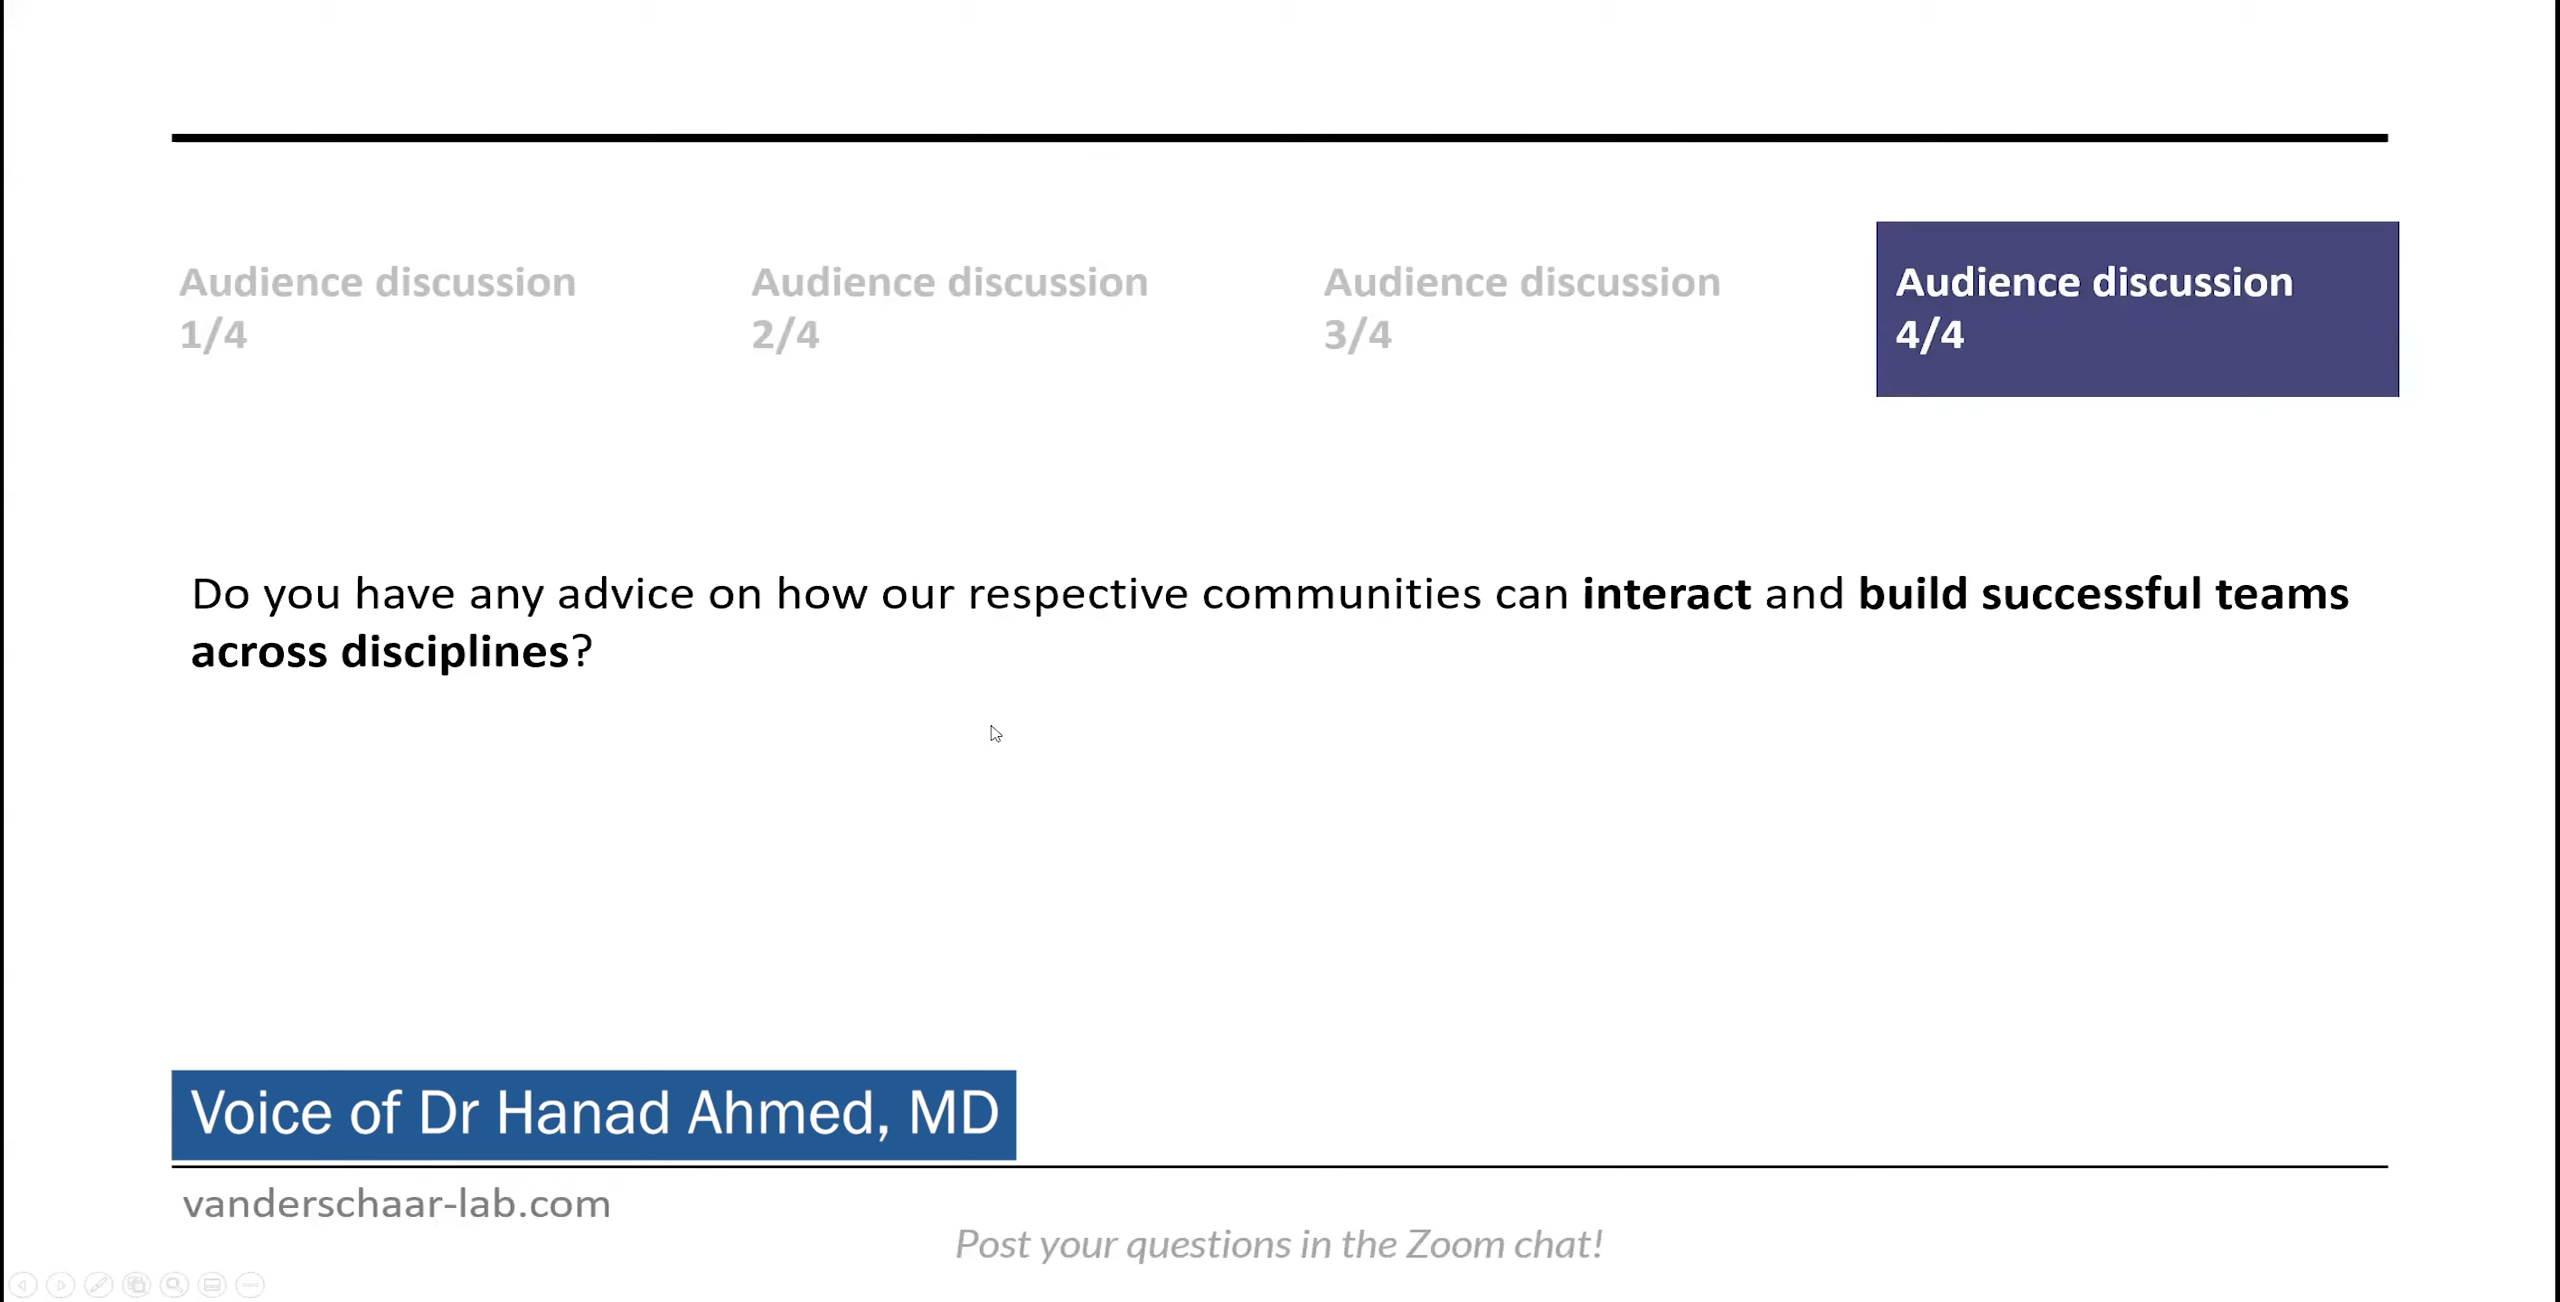 Audience discussion
1/4
Audience discussion
2/4
Audience discussion
3/4
Audience discussion
4/4
Do you have any advice on how our respective communities can interact and build successful teams
across disciplines?
Voice of Dr Hanad Ahmed, MD
vanderschaar-lab.com
Post your questions in the Zoom chat!